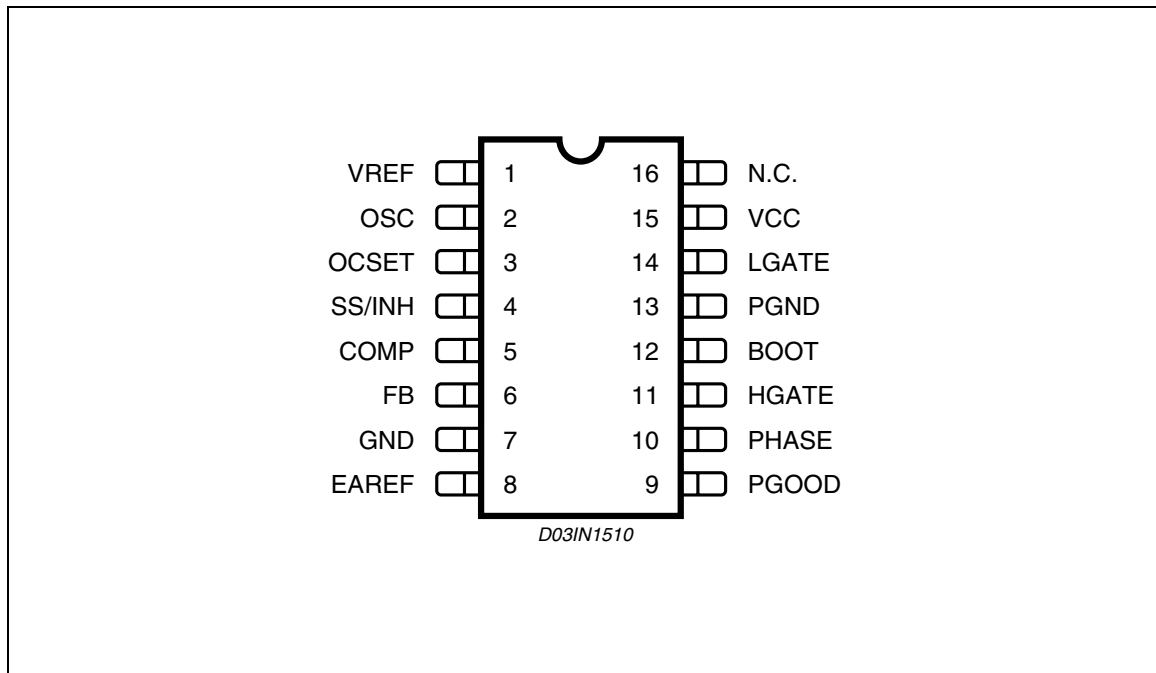 VREF 1 16 N.C.
OSC 2 15 VCC
OCSET 3 14 LGATE
SS/INH 4 13 PGND
COMP 5 12 BOOT
FB 6 11 HGATE
GND 7 10 PHASE
EAREF 8 9 PGOOD
D03IN1510